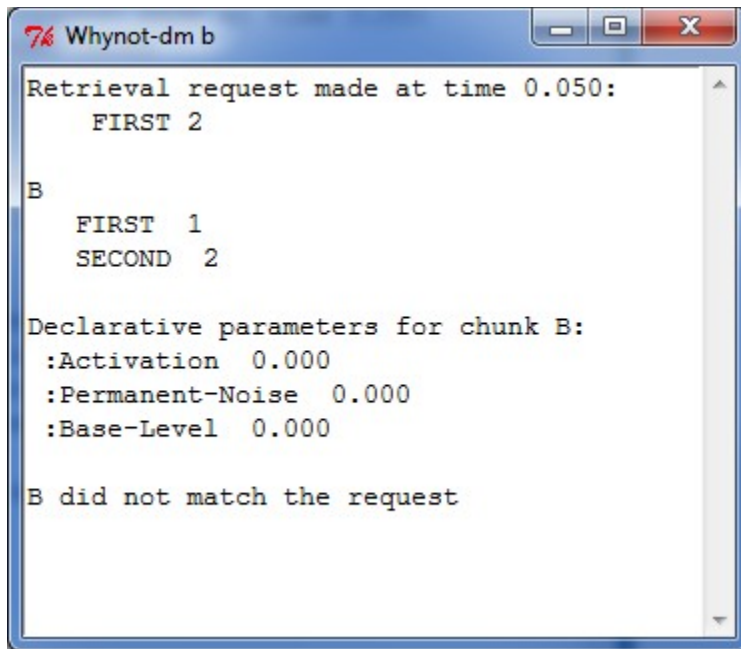 Whynot-dm b
Retrieval request made at time 0.050:
FIRST 2
B
FIRST 1
SECOND 2
Declarative parameters for chunk B:
:Activation 0.000
:Permanent-Noise 0.000
:Base-Level 0.000
B did not match the request